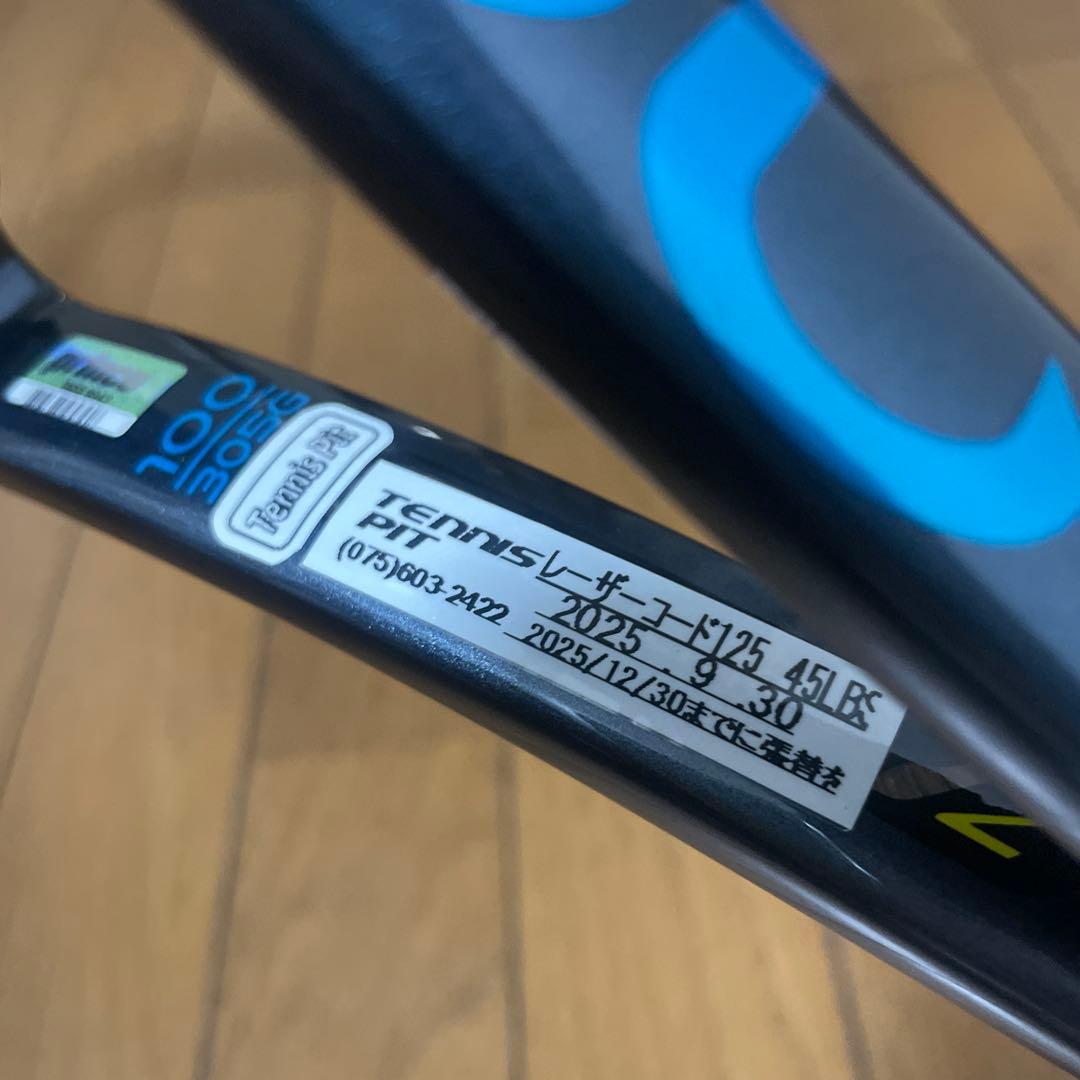 100
305G
Tennis Pit
TENNIS
PIT
(075)603-2422
レーザーコード125 45LBS
2025 . 9 .30
2025/12/30までに張替を